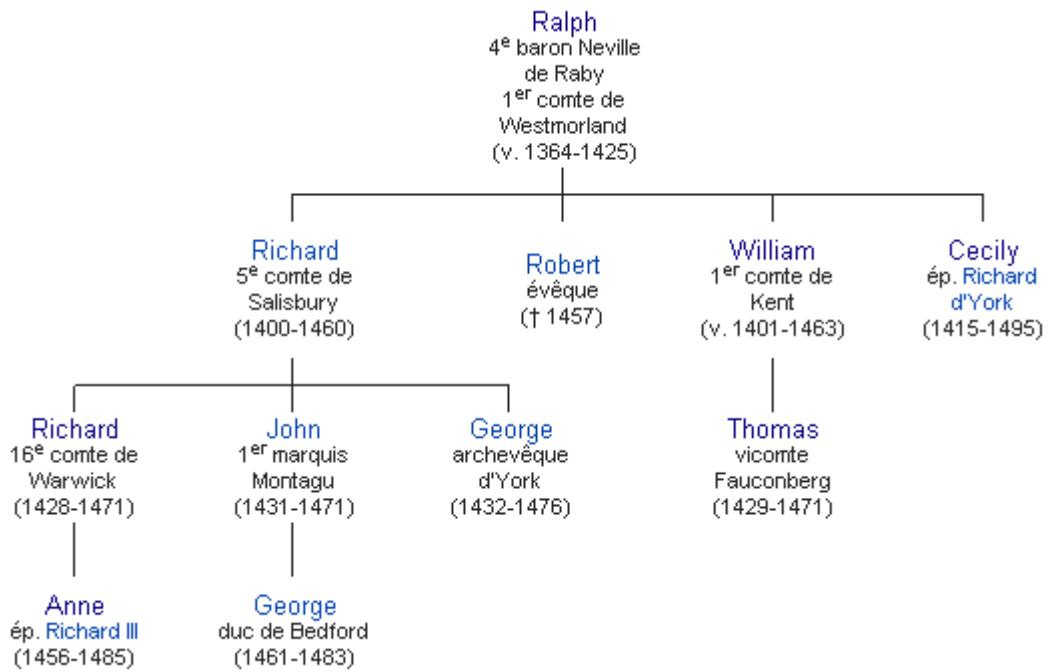 Ralph
4e baron Neville
de Raby
1er comte de
Westmorland
(v. 1364-1425)
Richard
5e comte de
Salisbury
(1400-1460)
Robert
évêque
(† 1457)
William
1er comte de
Kent
(v. 1401-1463)
Cecily
ép. Richard
d'York
(1415-1495)
Richard
16e comte de
Warwick
(1428-1471)
John
1er marquis
Montagu
(1431-1471)
George
archevêque
d'York
(1432-1476)
Thomas
vicomte
Fauconberg
(1429-1471)
Anne
ép. Richard III
(1456-1485)
George
duc de Bedford
(1461-1483)